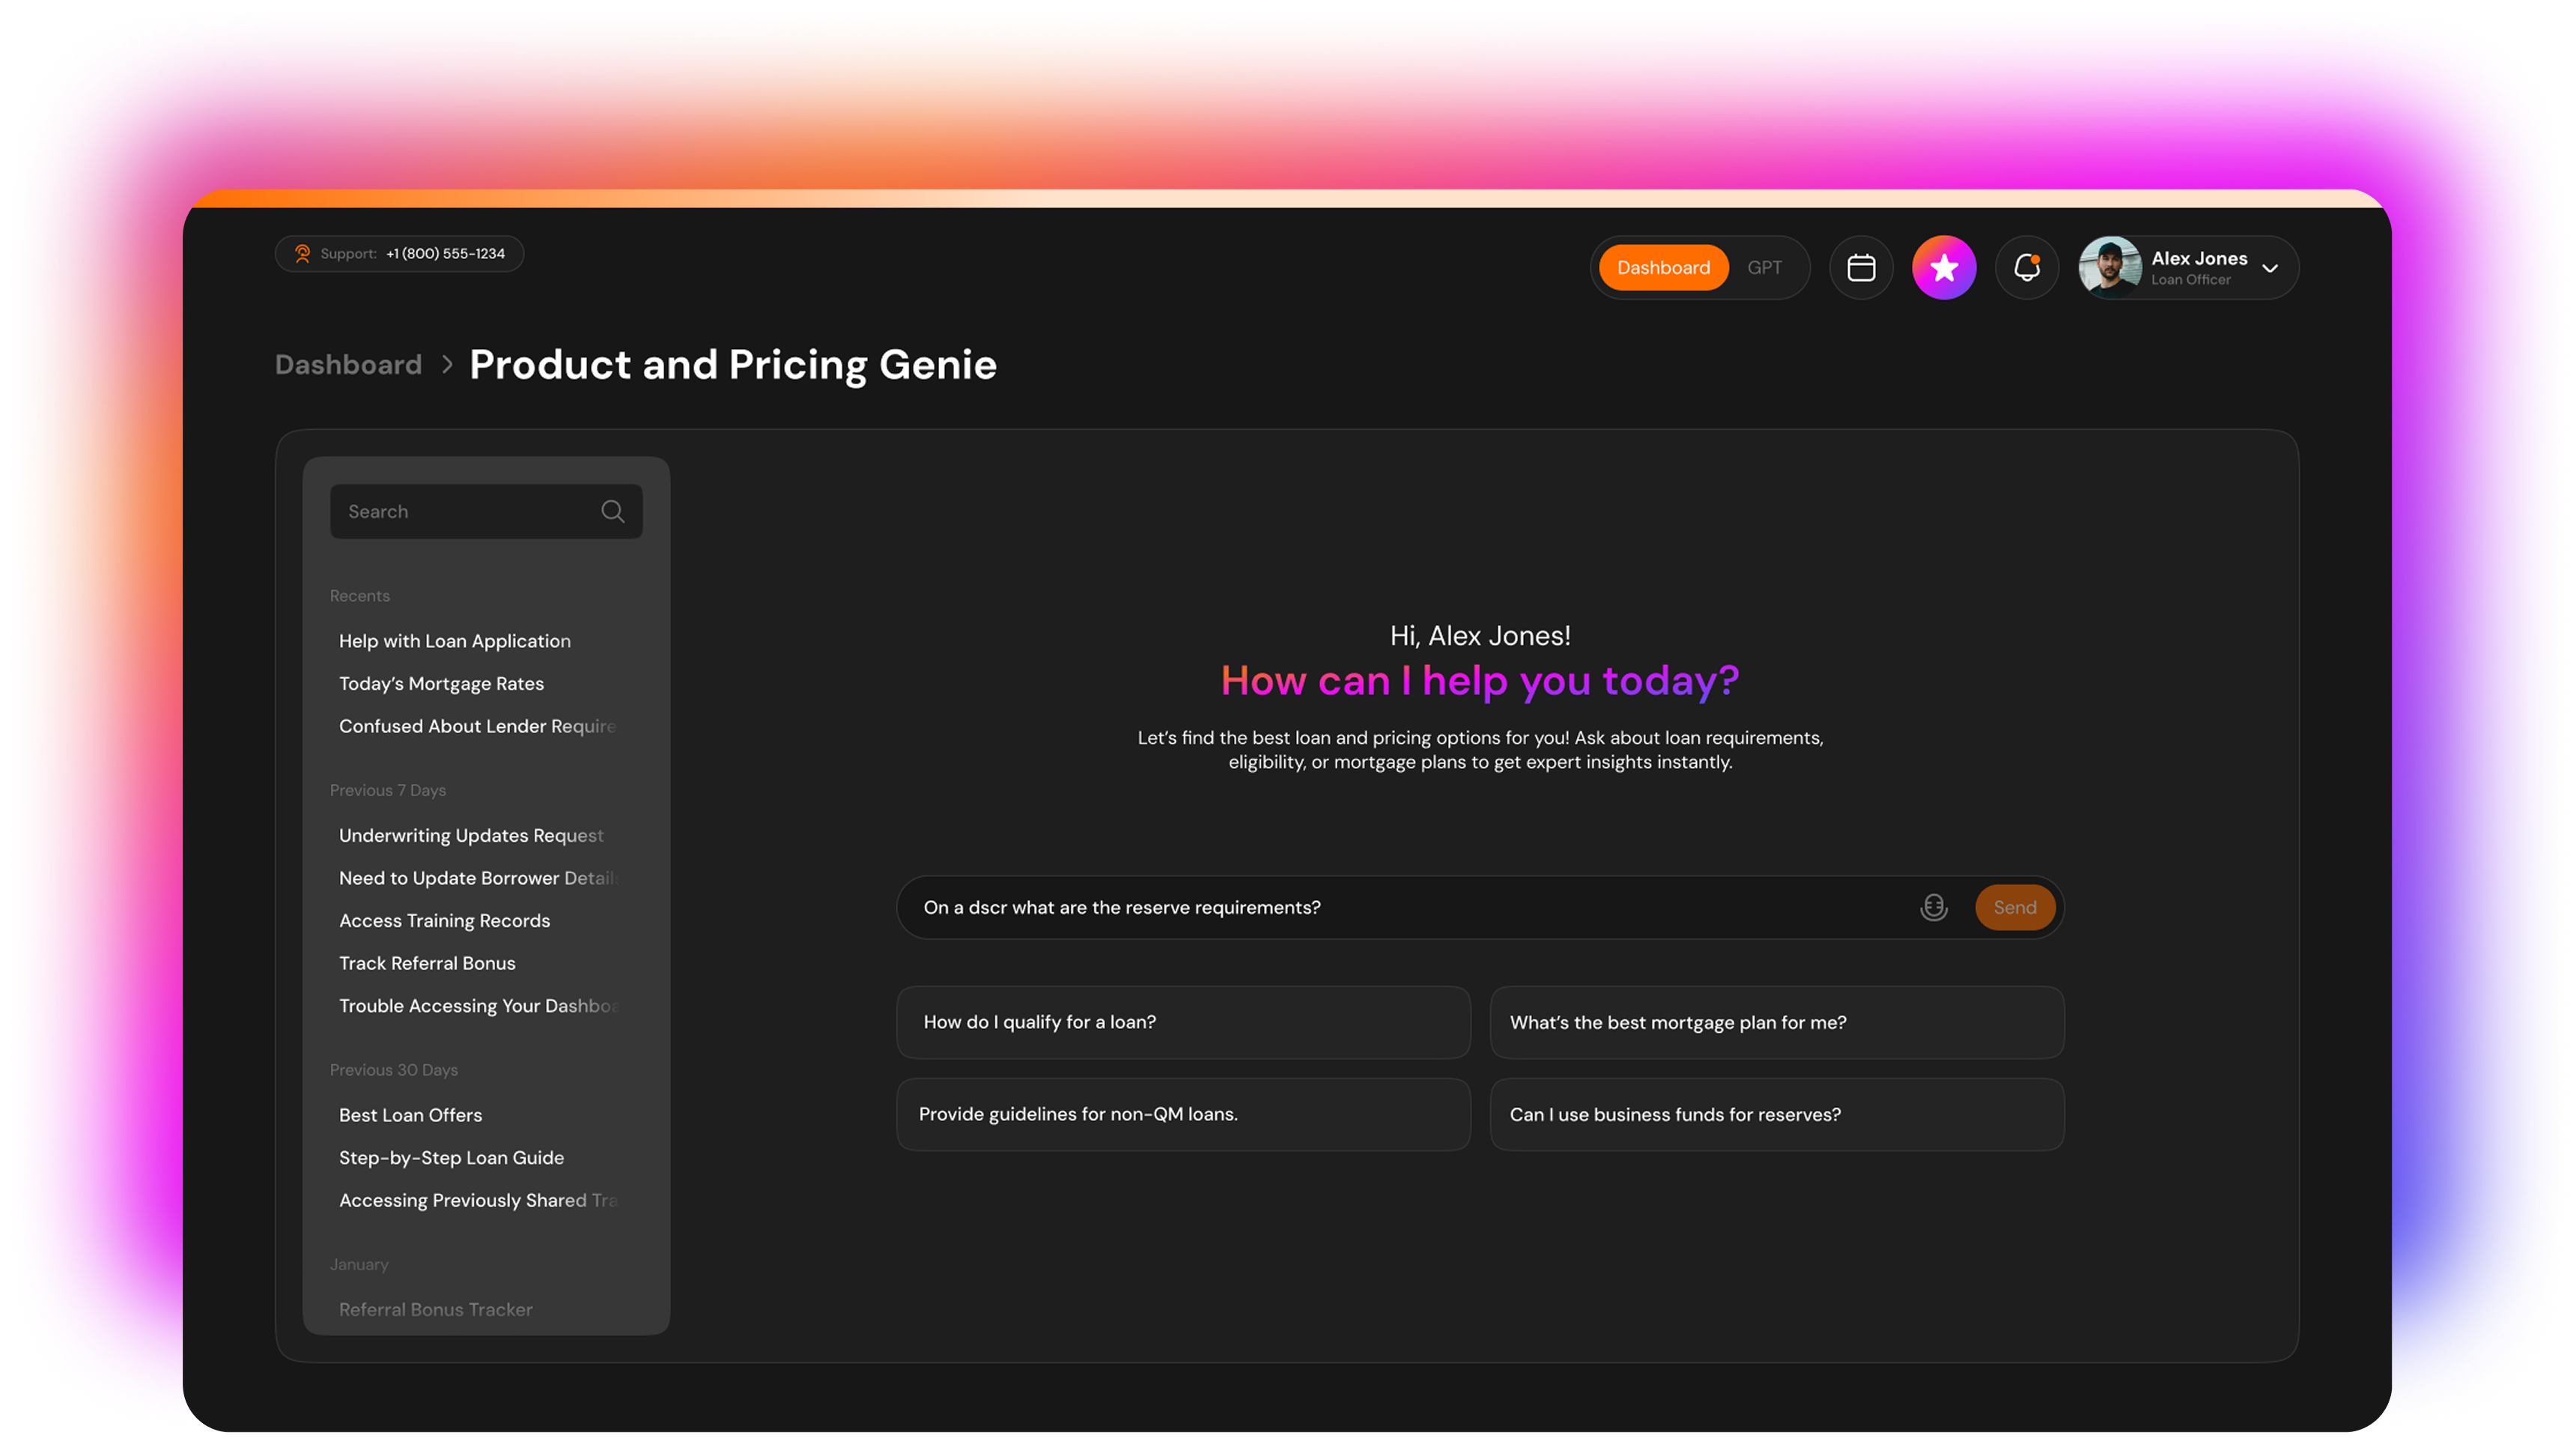 Support: +1 (800) 555-1234
Dashboard
GPT
Alex Jones
Loan Officer
Dashboard > Product and Pricing Genie
Search
Recents
Help with Loan Application
Today's Mortgage Rates
Confused About Lender Require
Previous 7 Days
Underwriting Updates Request
Need to Update Borrower Details
Access Training Records
Track Referral Bonus
Trouble Accessing Your Dashboa
Previous 30 Days
Best Loan Offers
Step-by-Step Loan Guide
Accessing Previously Shared Tra
January
Referral Bonus Tracker
Hi, Alex Jones!
How can I help you today?
Let's find the best loan and pricing options for you! Ask about loan requirements,
eligibility, or mortgage plans to get expert insights instantly.
On a dscr what are the reserve requirements?
Send
How do I qualify for a loan?
What's the best mortgage plan for me?
Provide guidelines for non-QM loans.
Can I use business funds for reserves?